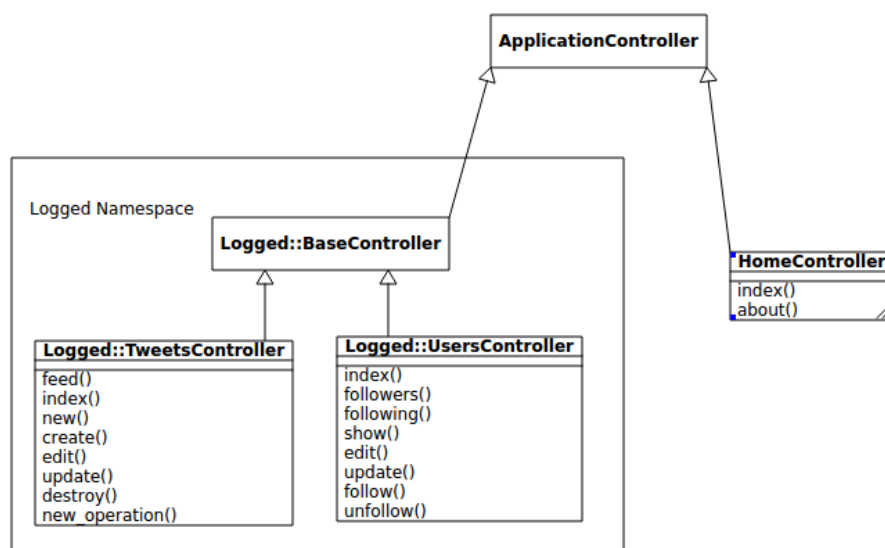 ApplicationController
Logged Namespace
Logged::BaseController
HomeController
index()
about()
Logged::TweetsController
feed()
index()
new()
create()
edit()
update()
destroy()
new_operation()
Logged::UsersController
index()
followers()
following()
show()
edit()
update()
follow()
unfollow()